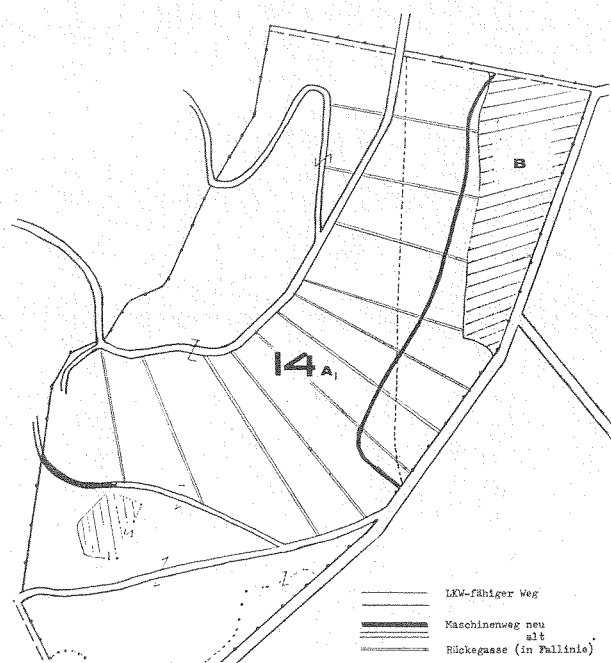 B
14 A1
LKW-fähiger Weg
Maschinenweg neu
alt
Rückegasse (in Fallinie)